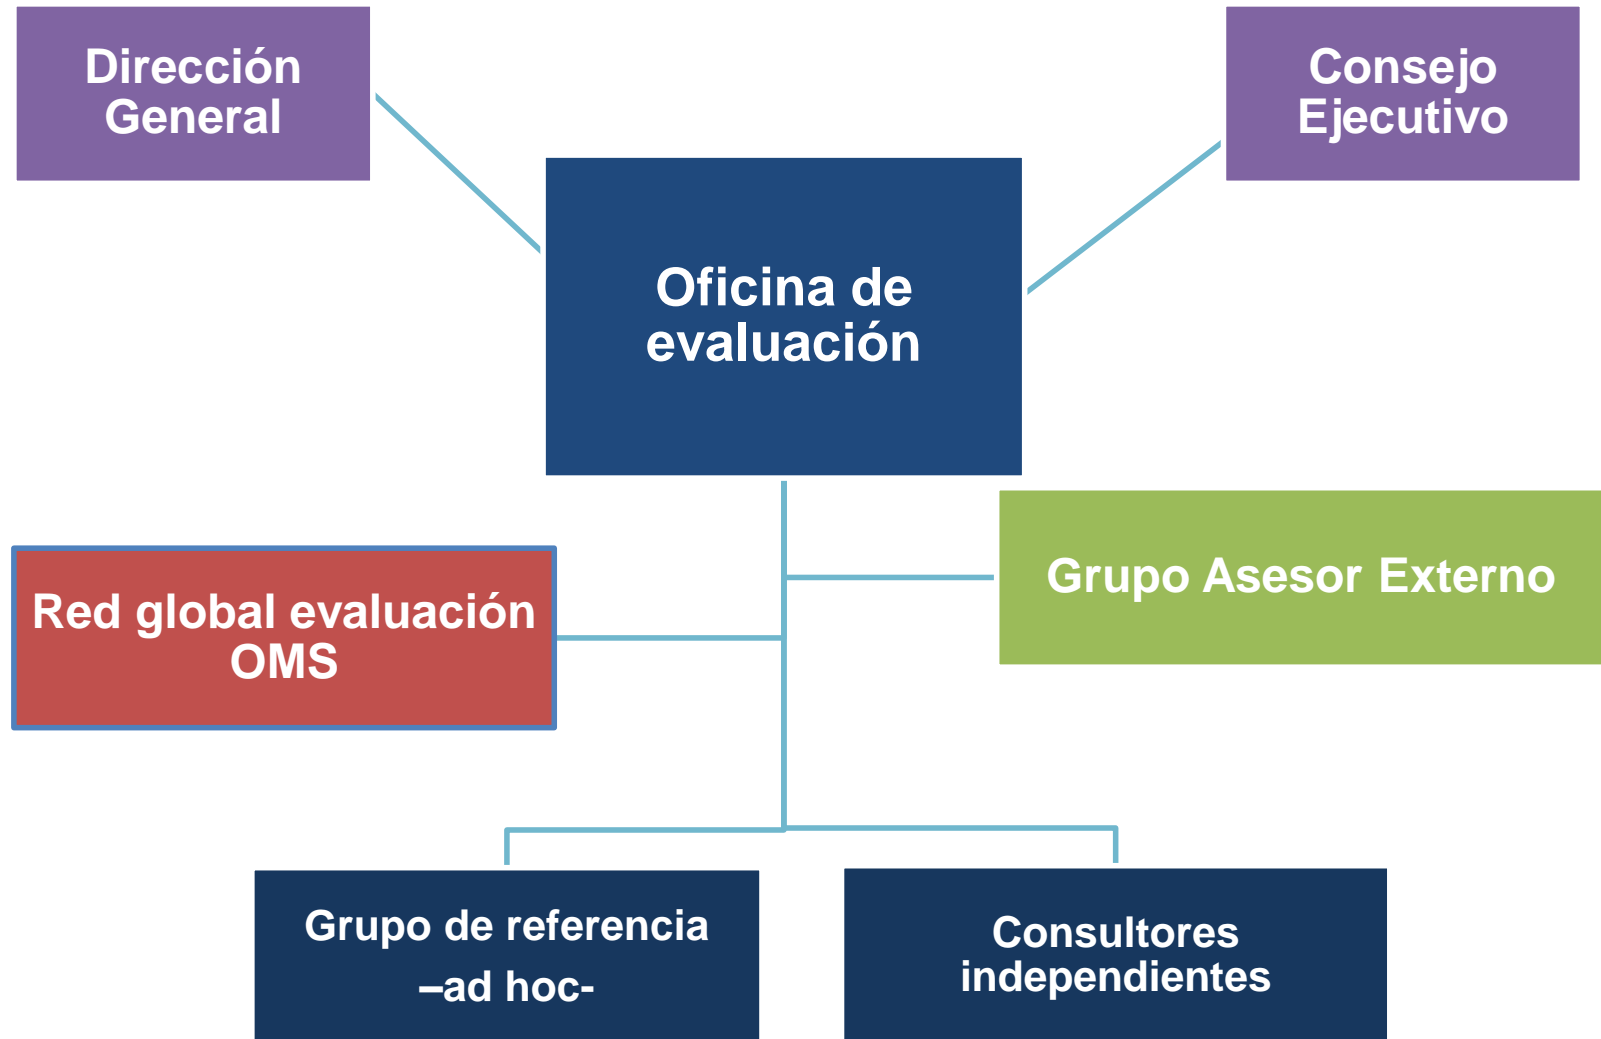 Dirección
General
Consejo
Ejecutivo
Oficina de
evaluación
Grupo Asesor Externo
Red global evaluación
OMS
Grupo de referencia
–ad hoc-
Consultores
independientes